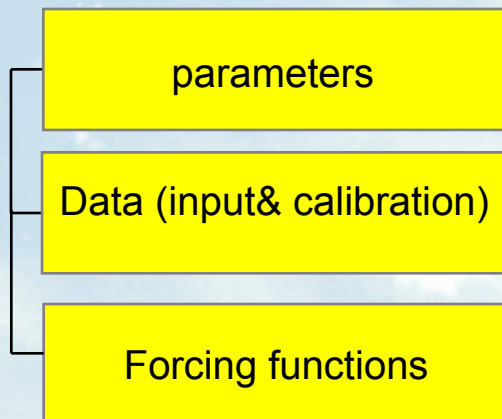 parameters
Data (input& calibration)
Forcing functions